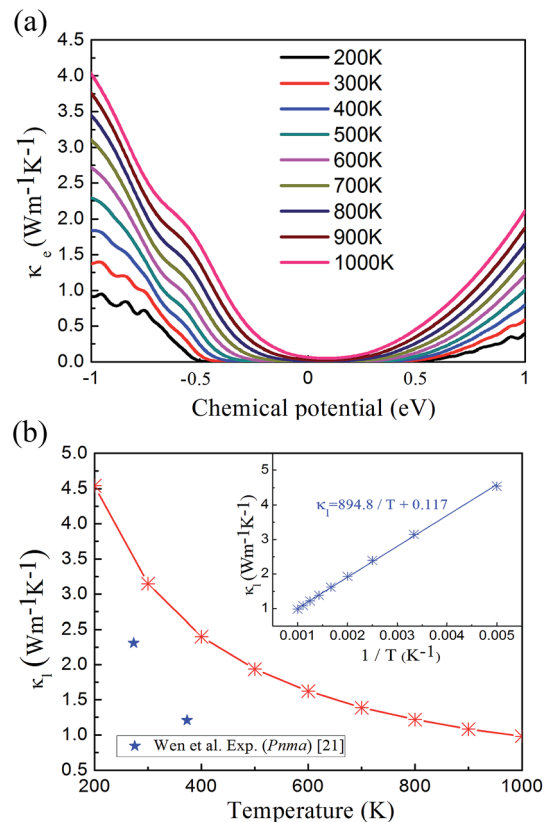 (a)
4.5
4.0
3.5
3.0
2.5
2.0
1.5
1.0
0.5
0.0
κe (Wm-1K-1)
200K
300K
400K
500K
600K
700K
800K
900K
1000K
-1
-0.5
0
0.5
1
Chemical potential (eV)
(b)
5.0
4.5
4.0
3.5
3.0
2.5
2.0
1.5
1.0
0.5
κl (Wm-1K-1)
κl=894.8 / T + 0.117
5
4
3
2
1
κl (Wm-1K-1)
0.001
0.002
0.003
0.004
0.005
1 / T (K-1)
Wen et al. Exp. (Pnma) [21]
200
400
600
800
1000
Temperature (K)